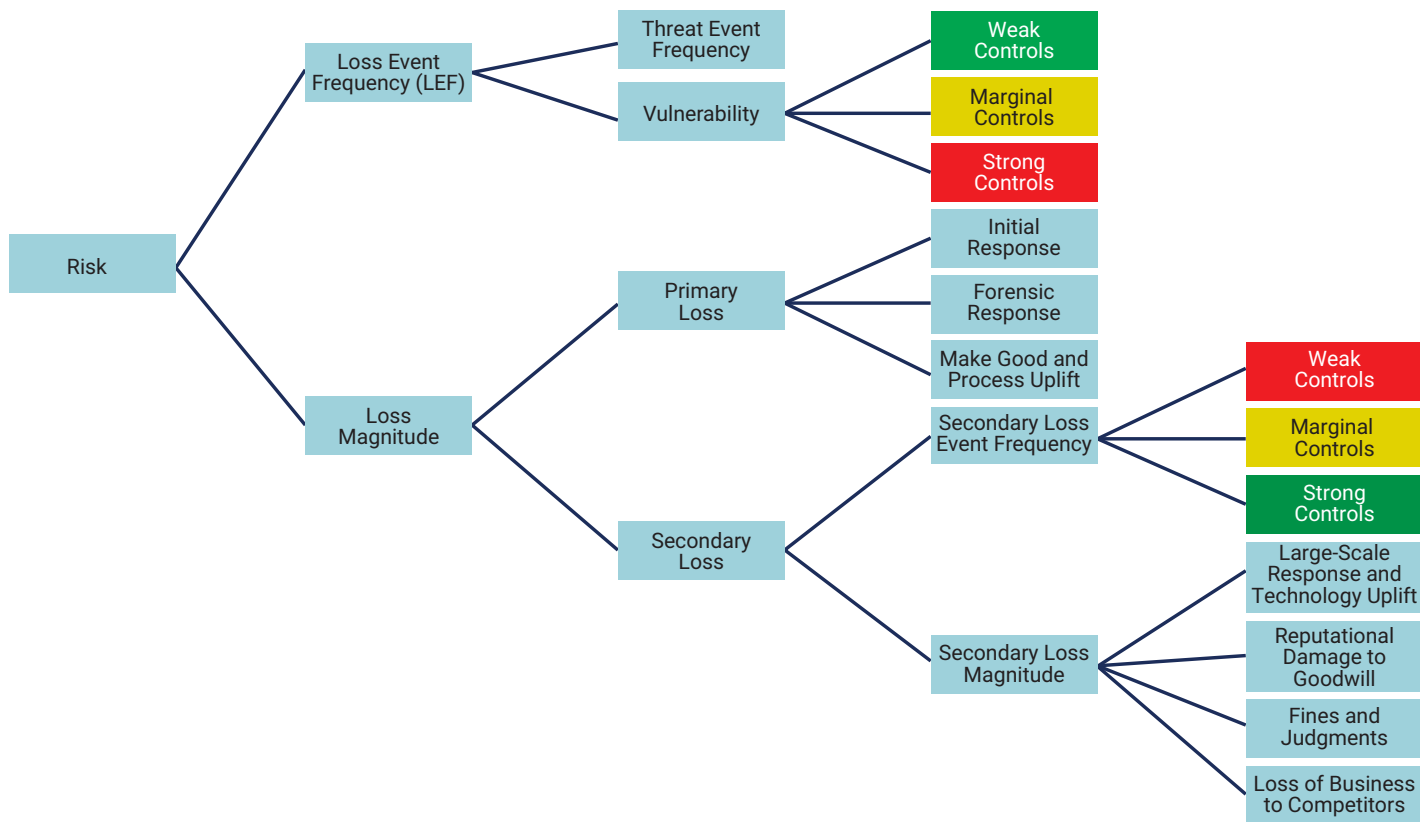 Risk
Loss Event
Frequency (LEF)
Threat Event
Frequency
Vulnerability
Weak
Controls
Marginal
Controls
Strong
Controls
Loss
Magnitude
Primary
Loss
Initial
Response
Forensic
Response
Make Good and
Process Uplift
Secondary
Loss
Secondary Loss
Event Frequency
Weak
Controls
Marginal
Controls
Strong
Controls
Secondary Loss
Magnitude
Large-Scale
Response and
Technology Uplift
Reputational
Damage to
Goodwill
Fines and
Judgments
Loss of Business
to Competitors